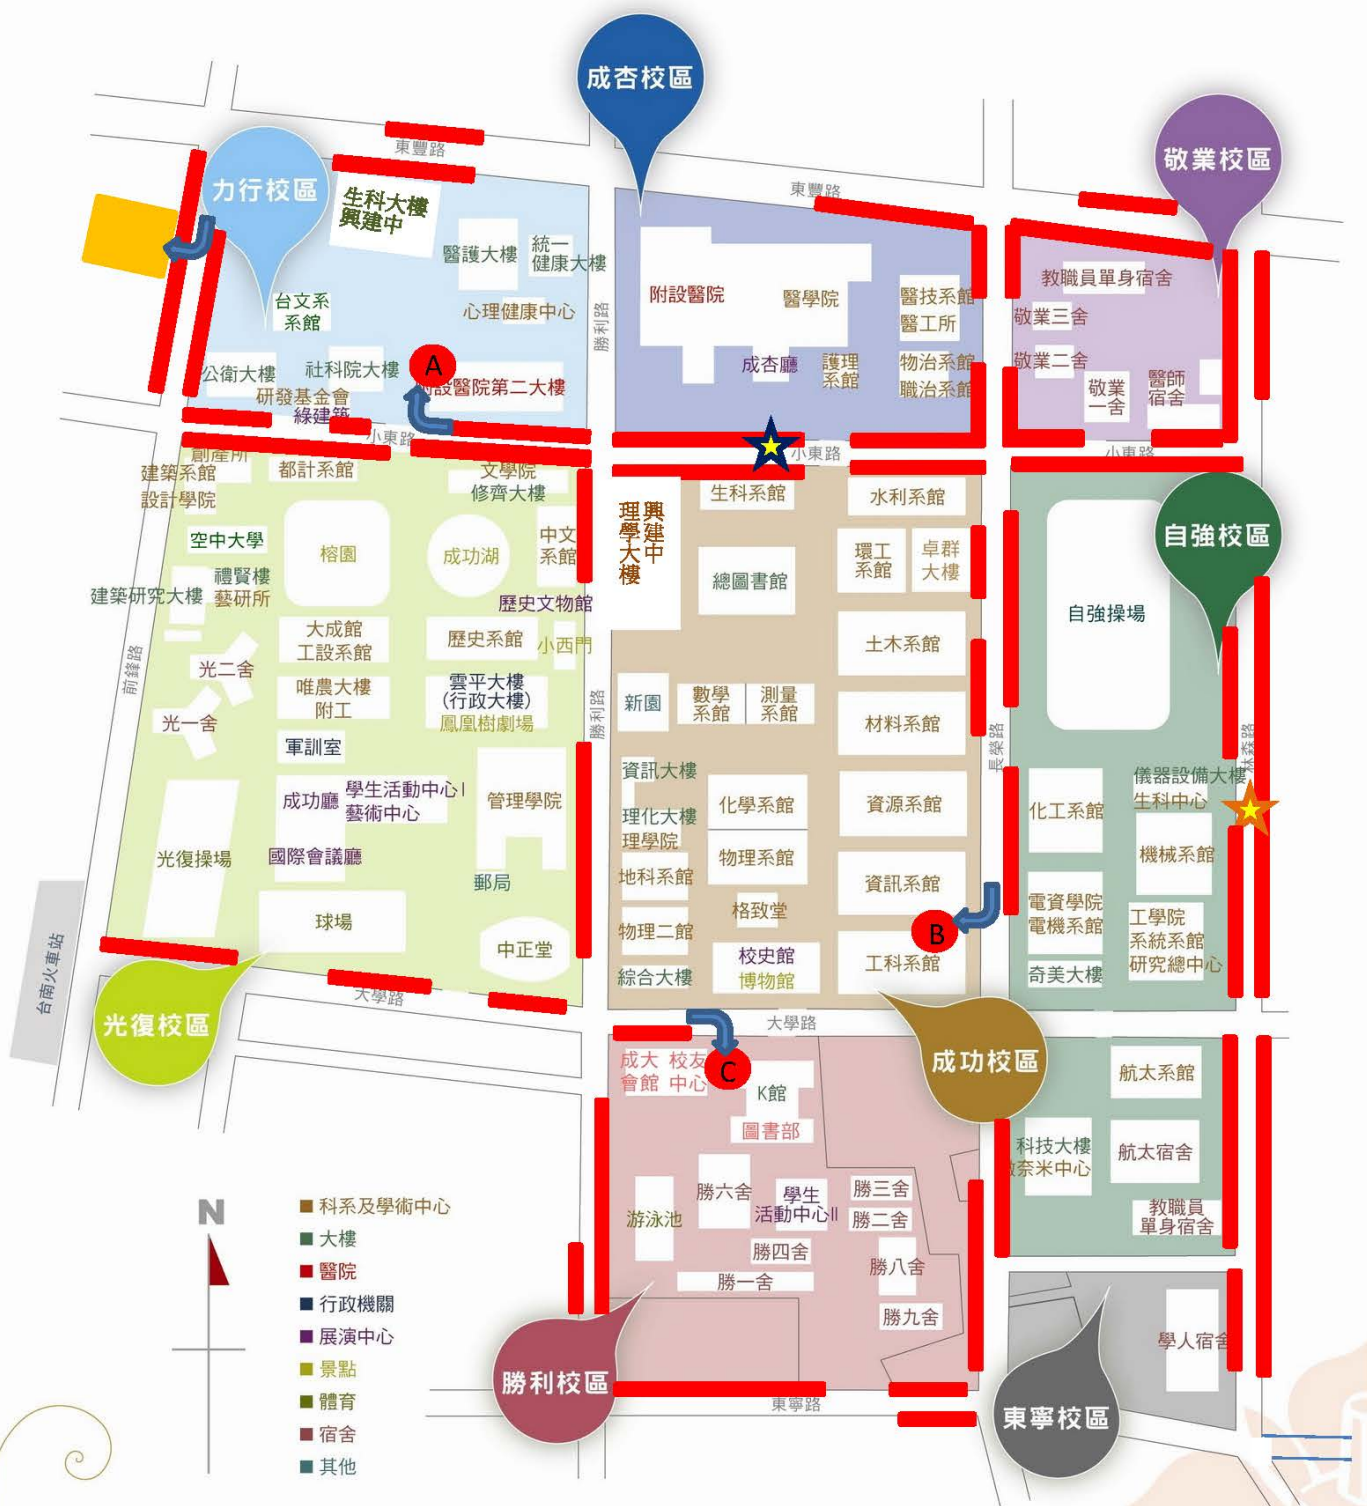 成杏校區
敬業校區
力行校區
東豐路
東豐路
生科大樓
興建中
醫護大樓
統一
健康大樓
心理健康中心
台文系
系館
公衛大樓
社科院大樓
研發基金會
綠建築
A
設醫院第二大樓
小東路
勝利路
附設醫院
醫學院
醫技系館
醫工所
成杏廳
護理
系館
物治系館
職治系館
小東路
教職員單身宿舍
敬業三舍
敬業二舍
敬業
一舍
醫師
宿舍
小東路
創產所
建築系館
設計學院
都計系館
文學院
修齊大樓
空中大學
榕園
成功湖
中文
系館
禮賢樓
藝研所
建築研究大樓
歷史文物館
大成館
工設系館
歷史系館
小西門
光二舍
唯農大樓
附工
雲平大樓
(行政大樓)
鳳凰樹劇場
光一舍
軍訓室
前鋒路
成功廳
學生活動中心I
藝術中心
管理學院
光復操場
國際會議廳
郵局
球場
中正堂
大學路
光復校區
台南火車站
興建中
理學大樓
生科系館
水利系館
總圖書館
環工
系館
卓群
大樓
土木系館
新園
數學
系館
測量
系館
材料系館
勝利路
資訊大樓
化學系館
資源系館
理化大樓
理學院
物理系館
地科系館
資訊系館
格致堂
B
物理二館
校史館
博物館
工科系館
綜合大樓
大學路
成功校區
長榮路
自強校區
自強操場
林森路
儀器設備大樓
生科中心
化工系館
機械系館
電資學院
電機系館
工學院
系統系館
研究總中心
奇美大樓
成大
會館
校友
中心
C
K館
圖書部
勝六舍
學生
活動中心II
勝三舍
勝二舍
游泳池
勝四舍
勝八舍
勝一舍
勝九舍
勝利校區
東寧路
航太系館
科技大樓
奈米中心
航太宿舍
教職員
單身宿舍
學人宿舍
東寧校區
N
科系及學術中心
大樓
醫院
行政機關
展演中心
景點
體育
宿舍
其他